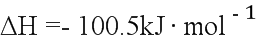 ΔH =- 100.5kJ · mol⁻¹